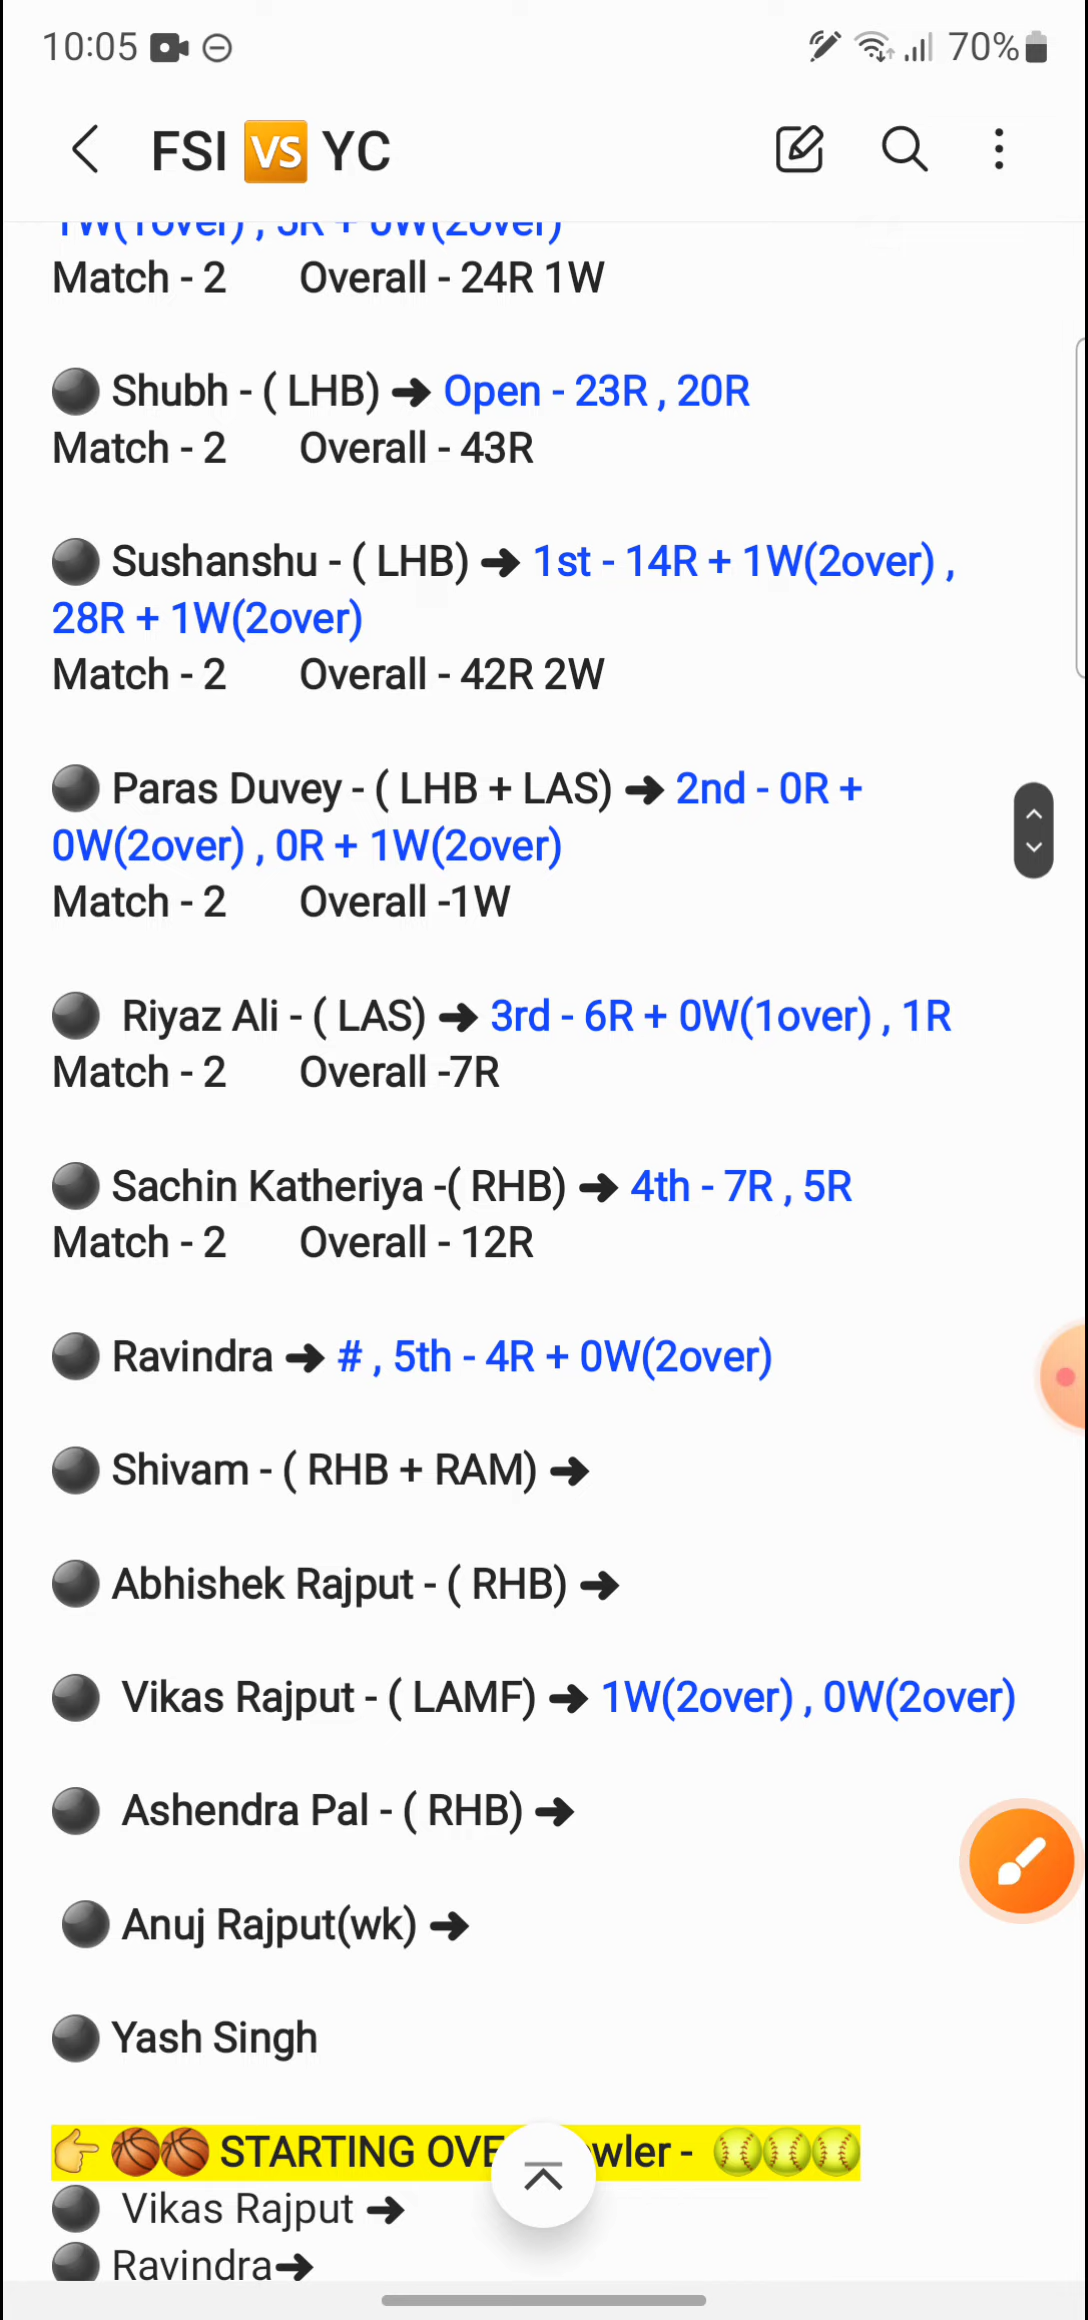 10:05 70%
FSI VS YC
1W(1over) , 5R + 0W(2over)
Match - 2 Overall - 24R 1W
Shubh - ( LHB) ➔ Open - 23R , 20R
Match - 2 Overall - 43R
Sushanshu - ( LHB) ➔ 1st - 14R + 1W(2over) ,
28R + 1W(2over)
Match - 2 Overall - 42R 2W
Paras Duvey - ( LHB + LAS) ➔ 2nd - 0R +
0W(2over) , 0R + 1W(2over)
Match - 2 Overall -1W
Riyaz Ali - ( LAS) ➔ 3rd - 6R + 0W(1over) , 1R
Match - 2 Overall -7R
Sachin Katheriya -( RHB) ➔ 4th - 7R , 5R
Match - 2 Overall - 12R
Ravindra ➔ # , 5th - 4R + 0W(2over)
Shivam - ( RHB + RAM) ➔
Abhishek Rajput - ( RHB) ➔
Vikas Rajput - ( LAMF) ➔ 1W(2over) , 0W(2over)
Ashendra Pal - ( RHB) ➔
Anuj Rajput(wk) ➔
Yash Singh
STARTING OVE wler -
Vikas Rajput ➔
Ravindra➔